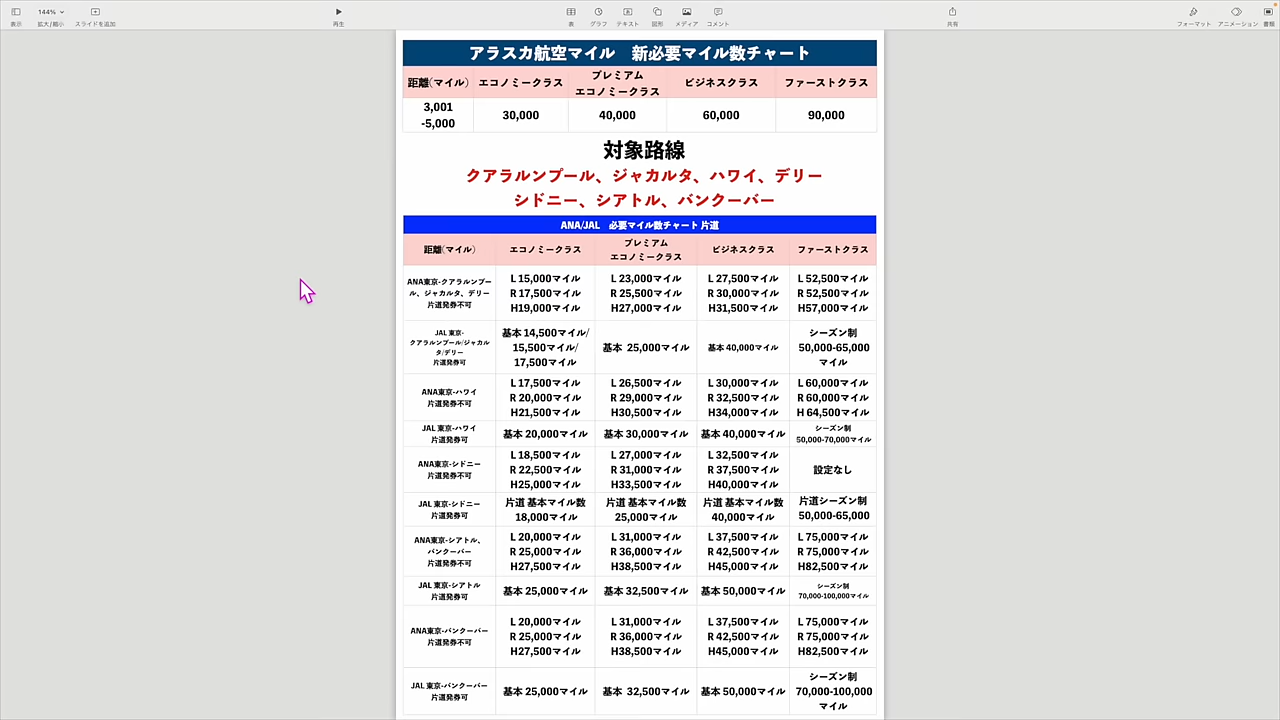 144%
表示
拡大/縮小
スライドを追加
再生
表
グラフ
テキスト
図形
メディア
コメント
共有
フォーマット
アニメーション
書類
アラスカ航空マイル 新必要マイル数チャート
距離(マイル) エコノミークラス プレミアム エコノミークラス ビジネスクラス ファーストクラス
3,001 -5,000 30,000 40,000 60,000 90,000
対象路線
クアラルンプール、ジャカルタ、ハワイ、デリー
シドニー、シアトル、バンクーバー
ANA/JAL 必要マイル数チャート 片道
距離(マイル) エコノミークラス プレミアム エコノミークラス ビジネスクラス ファーストクラス
ANA東京-クアラルンプー
ル、ジャカルタ、デリー
片道発券不可
L 15,000マイル
R 17,500マイル
H19,000マイル
L 23,000マイル
R 25,500マイル
H27,000マイル
L 27,500マイル
R 30,000マイル
H31,500マイル
L 52,500マイル
R 52,500マイル
H57,000マイル
JAL 東京-
クアラルンプール/ジャカル
タ/デリー
片道発券可
基本 14,500マイル/
15,500マイル/
17,500マイル
基本 25,000マイル
基本 40,000マイル
シーズン制
50,000-65,000
マイル
ANA東京-ハワイ
片道発券不可
L 17,500マイル
R 20,000マイル
H21,500マイル
L 26,500マイル
R 29,000マイル
H30,500マイル
L 30,000マイル
R 32,500マイル
H34,000マイル
L 60,000マイル
R 60,000マイル
H 64,500マイル
JAL 東京-ハワイ
片道発券可
基本 20,000マイル
基本 30,000マイル
基本 40,000マイル
シーズン制
50,000-70,000マイル
ANA東京-シドニー
片道発券不可
L 18,500マイル
R 22,500マイル
H25,000マイル
L 27,000マイル
R 31,000マイル
H33,500マイル
L 32,500マイル
R 37,500マイル
H40,000マイル
設定なし
JAL 東京-シドニー
片道発券可
片道 基本マイル数
18,000マイル
片道 基本マイル数
25,000マイル
片道 基本マイル数
40,000マイル
片道シーズン制
50,000-65,000
ANA東京-シアトル、
バンクーバー
片道発券不可
L 20,000マイル
R 25,000マイル
H27,500マイル
L 31,000マイル
R 36,000マイル
H38,500マイル
L 37,500マイル
R 42,500マイル
H45,000マイル
L 75,000マイル
R 75,000マイル
H82,500マイル
JAL 東京-シアトル
片道発券可
基本 25,000マイル
基本 32,500マイル
基本 50,000マイル
シーズン制
70,000-100,000マイル
ANA東京-バンクーバー
片道発券不可
L 20,000マイル
R 25,000マイル
H27,500マイル
L 31,000マイル
R 36,000マイル
H38,500マイル
L 37,500マイル
R 42,500マイル
H45,000マイル
L 75,000マイル
R 75,000マイル
H82,500マイル
JAL 東京-バンクーバー
片道発券可
基本 25,000マイル
基本 32,500マイル
基本 50,000マイル
シーズン制
70,000-100,000
マイル